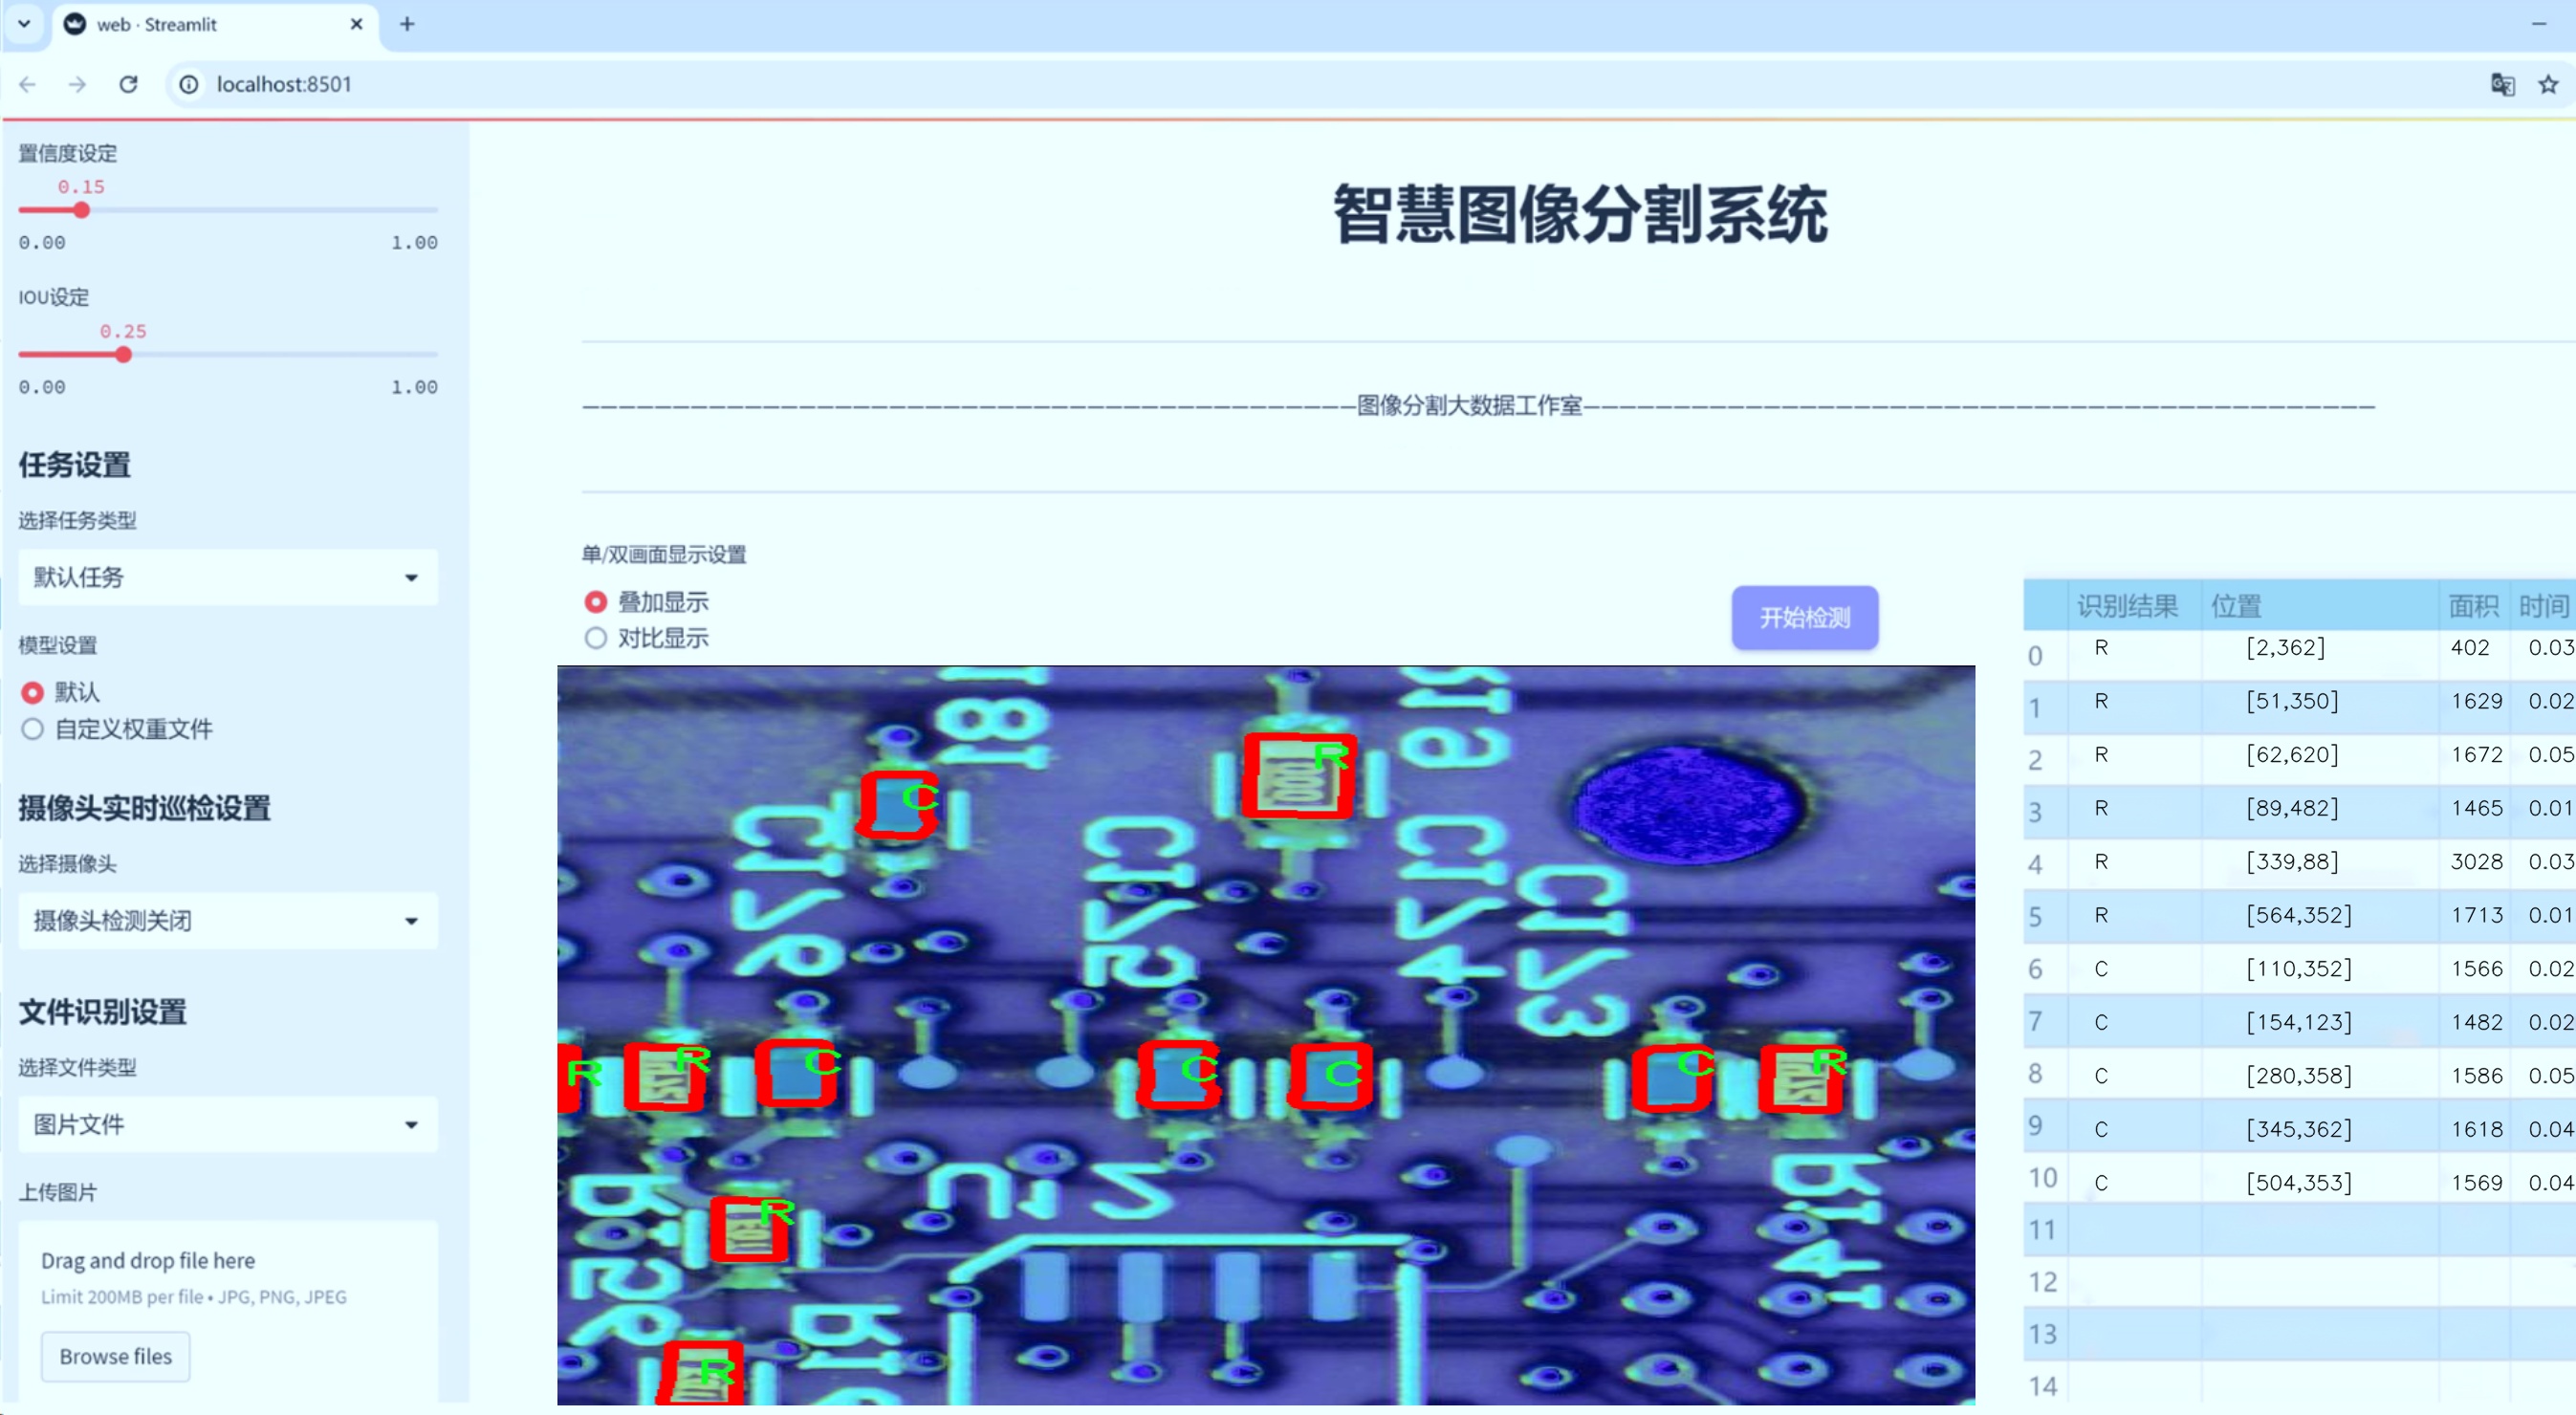 web · Streamlit
localhost:8501
置信度设定
0.15
0.00 1.00
IOU设定
0.25
0.00 1.00
任务设置
选择任务类型
默认任务
模型设置
默认
自定义权重文件
摄像头实时巡检设置
选择摄像头
摄像头检测关闭
文件识别设置
选择文件类型
图片文件
上传图片
Drag and drop file here
Limit 200MB per file • JPG, PNG, JPEG
Browse files
智慧图像分割系统
图像分割大数据工作室
单/双画面显示设置
叠加显示
对比显示
开始检测
R
C
R R C C C C R
R
R
识别结果 位置 面积 时间
0 R [2,362] 402 0.03
1 R [51,350] 1629 0.02
2 R [62,620] 1672 0.05
3 R [89,482] 1465 0.01
4 R [339,88] 3028 0.03
5 R [564,352] 1713 0.01
6 C [110,352] 1566 0.02
7 C [154,123] 1482 0.02
8 C [280,358] 1586 0.05
9 C [345,362] 1618 0.04
10 C [504,353] 1569 0.04
11
12
13
14